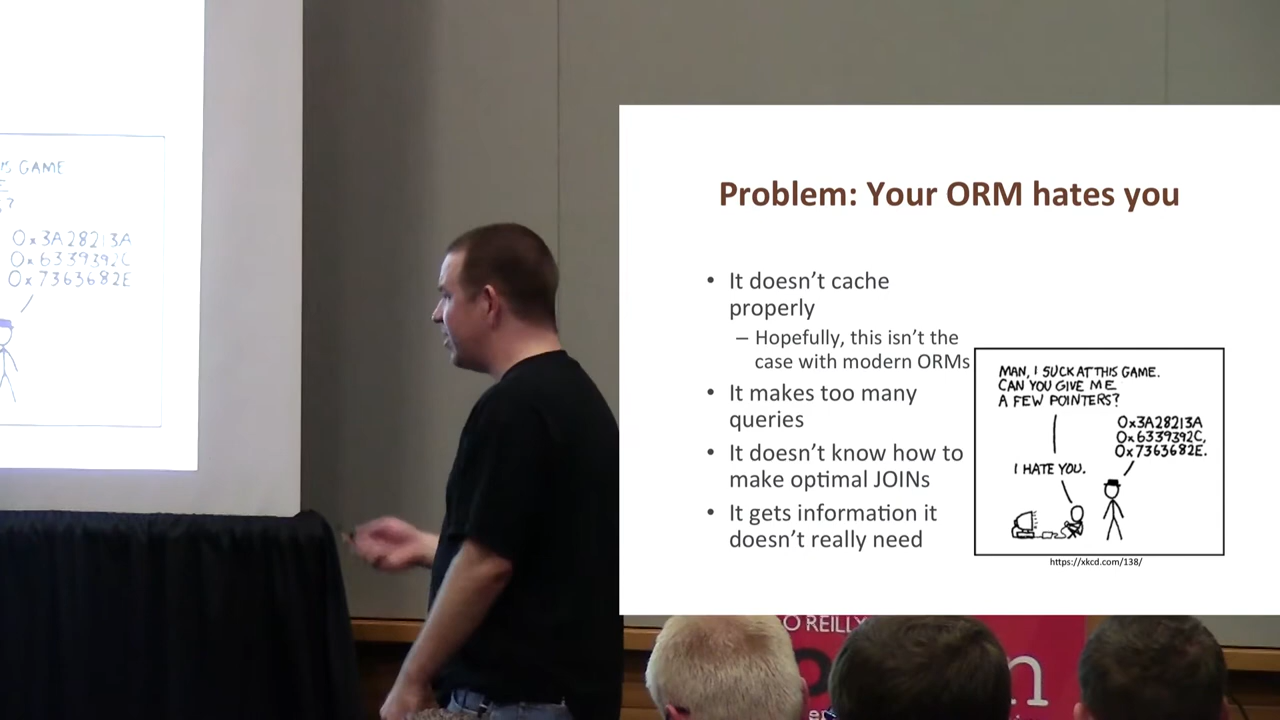 S GAME
E
?
0x3A28213A
0x6339392C
0x7363682E
Problem: Your ORM hates you
• It doesn't cache
properly
– Hopefully, this isn't the
case with modern ORMs
• It makes too many
queries
• It doesn't know how to
make optimal JOINs
• It gets information it
doesn't really need
MAN, I SUCK AT THIS GAME.
CAN YOU GIVE ME
A FEW POINTERS?
0x3A28213A
0x6339392C,
0x7363682E.
I HATE YOU.
https://xkcd.com/138/
O'REILLY
n